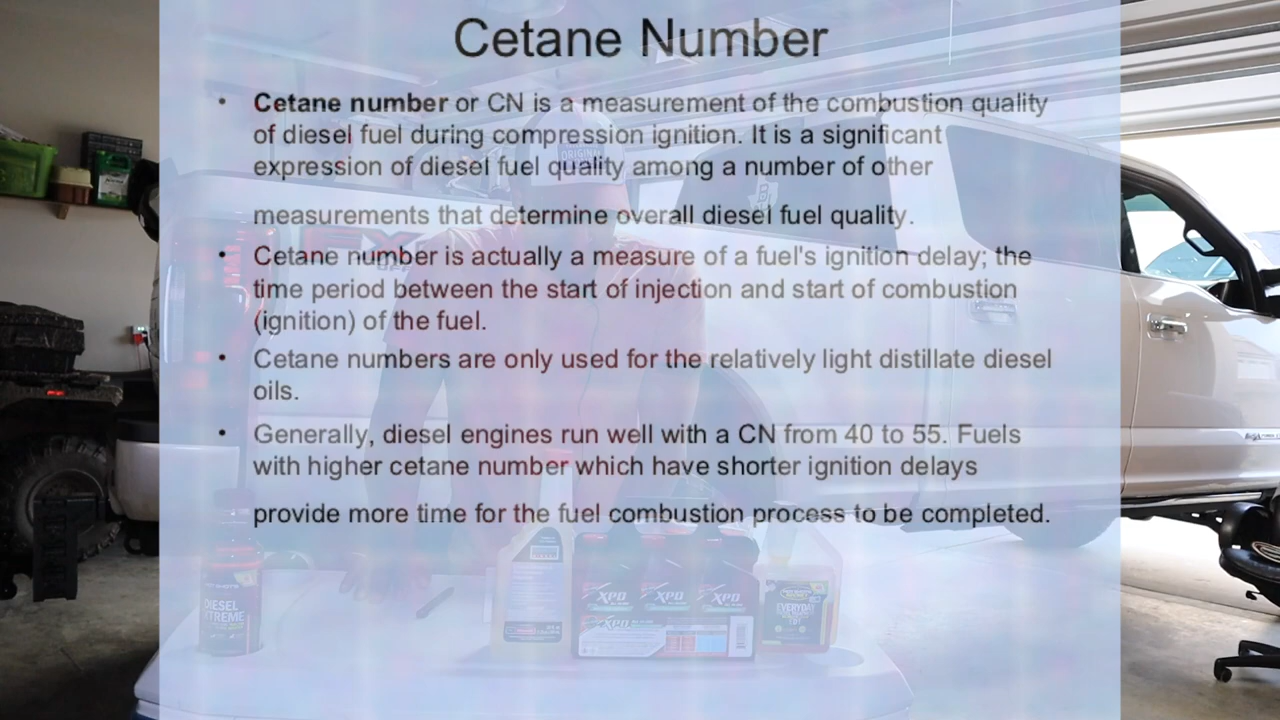 Cetane Number
• Cetane number or CN is a measurement of the combustion quality
of diesel fuel during compression ignition. It is a significant
expression of diesel fuel quality among a number of other
measurements that determine overall diesel fuel quality.
• Cetane number is actually a measure of a fuel's ignition delay; the
time period between the start of injection and start of combustion
(ignition) of the fuel.
• Cetane numbers are only used for the relatively light distillate diesel
oils.
• Generally, diesel engines run well with a CN from 40 to 55. Fuels
with higher cetane number which have shorter ignition delays
provide more time for the fuel combustion process to be completed.
ORIGINAL
DIESEL
XTREME
XPD
XPD
XPD
XPD
EVERYDAY